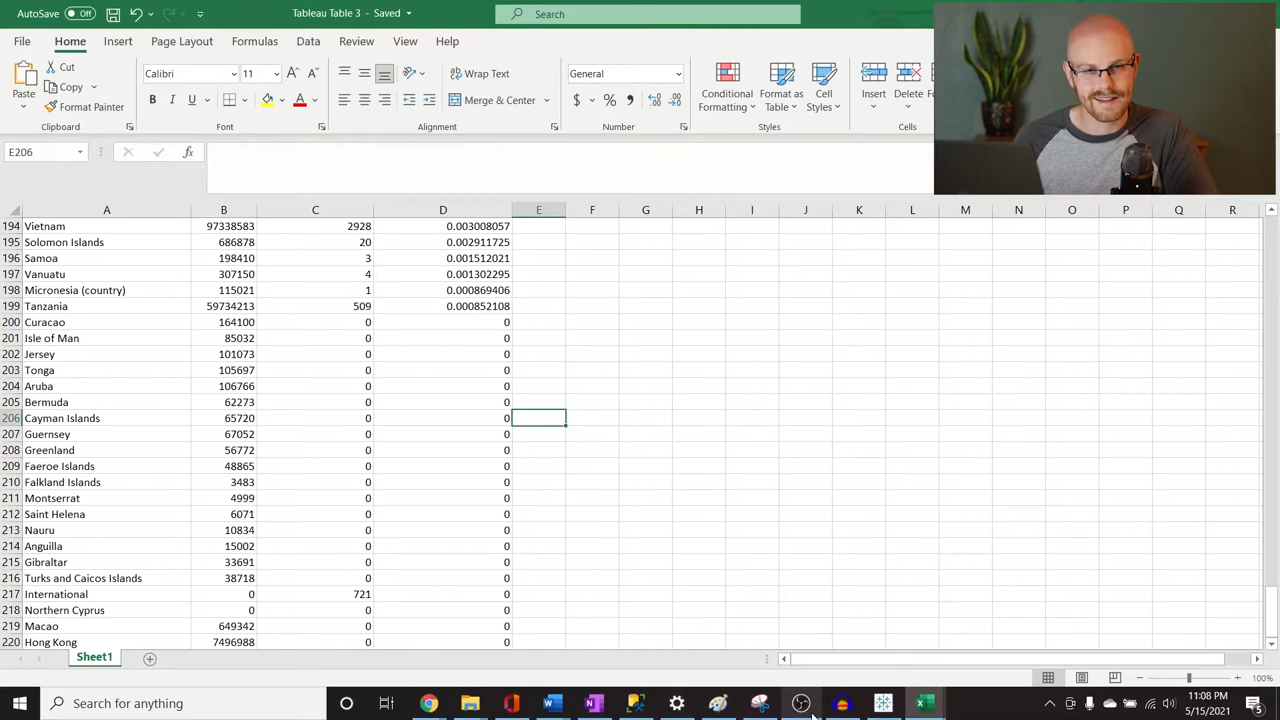 AutoSave Off Tableau Table 3 - Saved Search
File Home Insert Page Layout Formulas Data Review View Help
Paste Cut Copy Format Painter Calibri 11 Wrap Text Merge & Center General Conditional Formatting Format as Table Cell Styles Insert Delete
B I U A $ % 9
Clipboard Font Alignment Number Styles Cells
E206 fx
A B C D E F G H I J K L M N O P Q R
194 Vietnam 97338583 2928 0.003008057
195 Solomon Islands 686878 20 0.002911725
196 Samoa 198410 3 0.001512021
197 Vanuatu 307150 4 0.001302295
198 Micronesia (country) 115021 1 0.000869406
199 Tanzania 59734213 509 0.000852108
200 Curacao 164100 0 0
201 Isle of Man 85032 0 0
202 Jersey 101073 0 0
203 Tonga 105697 0 0
204 Aruba 106766 0 0
205 Bermuda 62273 0 0
206 Cayman Islands 65720 0 0
207 Guernsey 67052 0 0
208 Greenland 56772 0 0
209 Faeroe Islands 48865 0 0
210 Falkland Islands 3483 0 0
211 Montserrat 4999 0 0
212 Saint Helena 6071 0 0
213 Nauru 10834 0 0
214 Anguilla 15002 0 0
215 Gibraltar 33691 0 0
216 Turks and Caicos Islands 38718 0 0
217 International 0 721 0
218 Northern Cyprus 0 0 0
219 Macao 649342 0 0
220 Hong Kong 7496988 0 0
Sheet1
100%
Search for anything 11:08 PM
5/15/2021